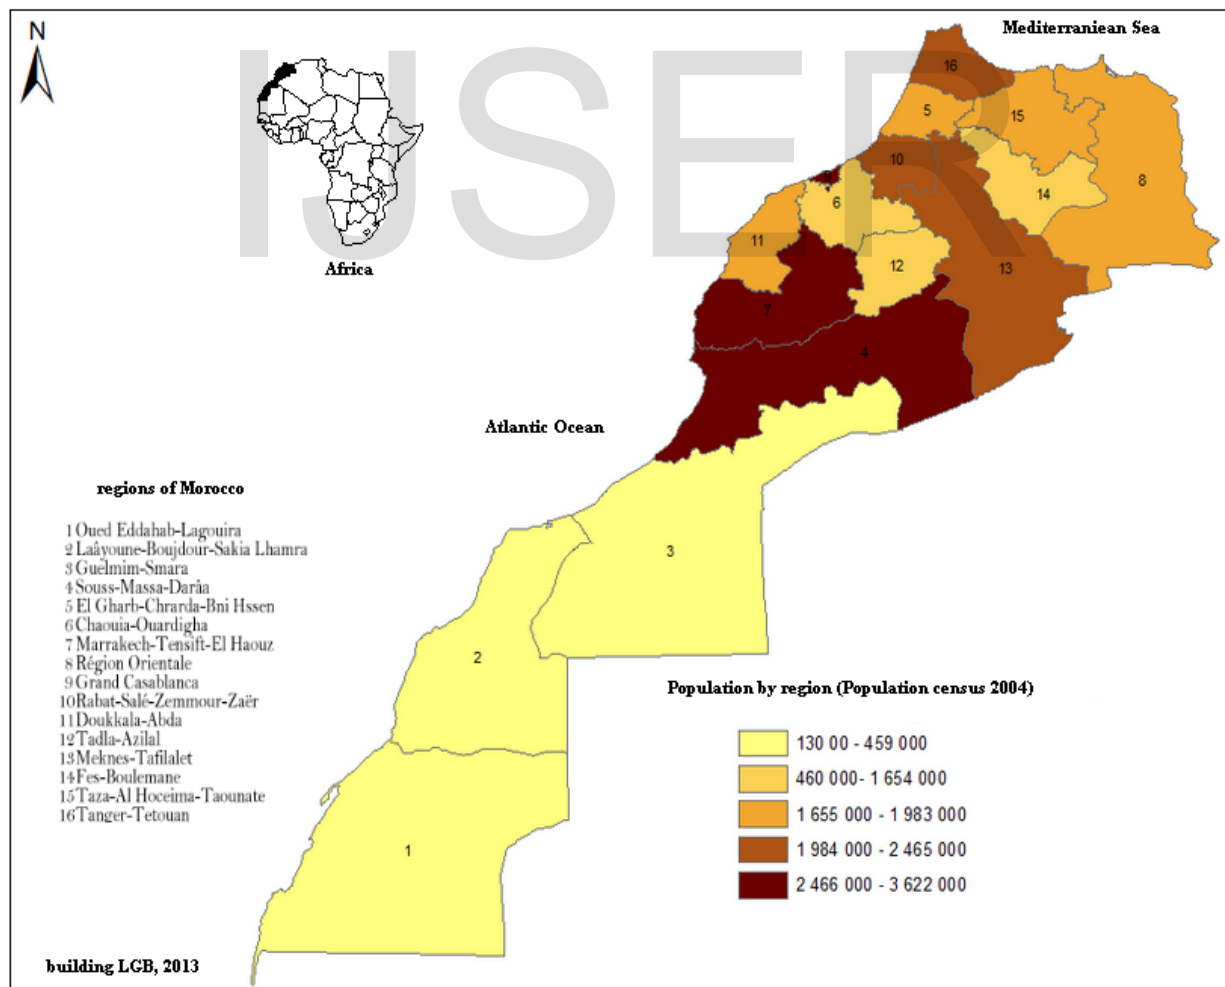 N
Mediterraniean Sea
IJSER
16
5
15
10
14
8
6
11
12
13
Africa
7
4
Atlantic Ocean
regions of Morocco
1 Oued Eddahab-Lagouira
2 Laâyoune-Boujdour-Sakia Lhamra
3 Guelmim-Smara
4 Souss-Massa-Darâa
5 El Gharb-Chrarda-Bni Hssen
6 Chaouia-Ouardigha
7 Marrakech-Tensift-El Haouz
8 Région Orientale
9 Grand Casablanca
10 Rabat-Salé-Zemmour-Zaër
11 Doukkala-Abda
12 Tadla-Azilal
13 Meknes-Tafilalet
14 Fes-Boulemane
15 Taza-Al Hoceima-Taounate
16 Tanger-Tetouan
3
2
1
Population by region (Population census 2004)
130 00 - 459 000
460 000- 1 654 000
1 655 000 - 1 983 000
1 984 000 - 2 465 000
2 466 000 - 3 622 000
building LGB, 2013